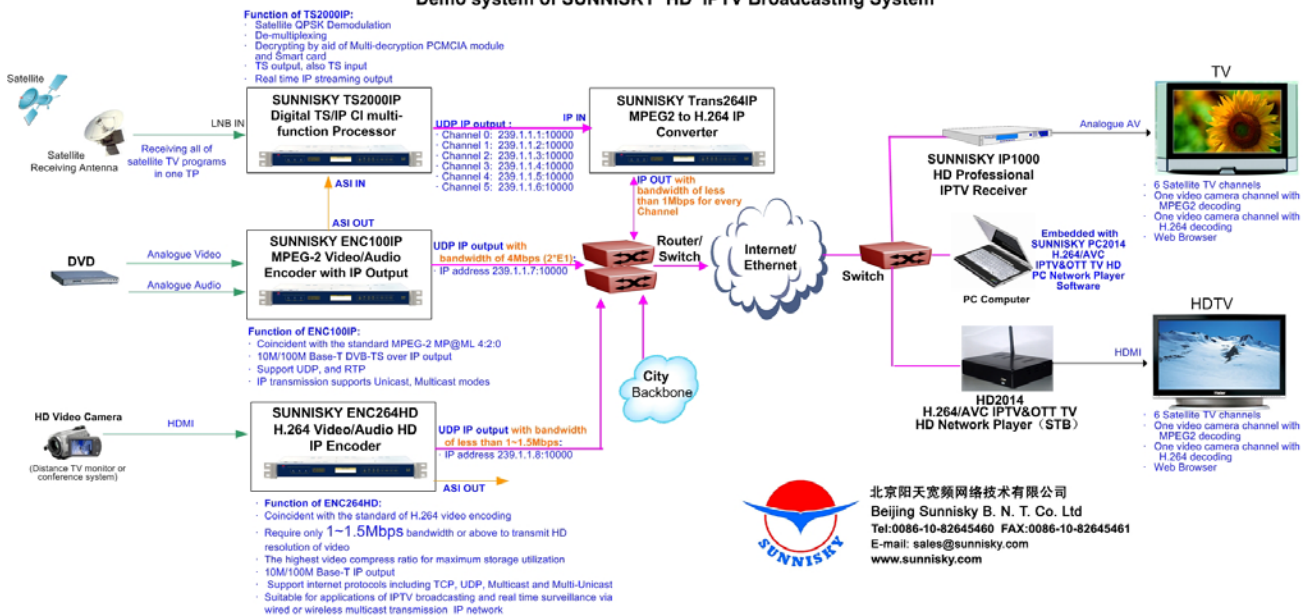 Demo system of SUNNISKY HD IPTV Broadcasting System
Function of TS2000IP:
· Satellite QPSK Demodulation
· De-multiplexing
· Decrypting by aid of Multi-decryption PCMCIA module
and Smart card
· TS output, also TS input
· Real time IP streaming output
Satellite
Satellite
Receiving Antenna
LNB IN
Receiving all of
satellite TV programs
in one TP
SUNNISKY TS2000IP
Digital TS/IP CI multi-
function Processor
UDP IP output :
· Channel 0: 239.1.1.1:10000
· Channel 1: 239.1.1.2:10000
· Channel 2: 239.1.1.3:10000
· Channel 3: 239.1.1.4:10000
· Channel 4: 239.1.1.5:10000
· Channel 5: 239.1.1.6:10000
IP IN
SUNNISKY Trans264IP
MPEG2 to H.264 IP
Converter
IP OUT with
bandwidth of less
than 1Mbps for every
Channel
ASI IN
ASI OUT
DVD
Analogue Video
Analogue Audio
SUNNISKY ENC100IP
MPEG-2 Video/Audio
Encoder with IP Output
UDP IP output with
bandwidth of 4Mbps (2*E1):
· IP address 239.1.1.7:10000
Router/
Switch
Internet/
Ethernet
Switch
City
Backbone
Function of ENC100IP:
· Coincident with the standard MPEG-2 MP@ML 4:2:0
· 10M/100M Base-T DVB-TS over IP output
· Support UDP, and RTP
· IP transmission supports Unicast, Multicast modes
HD Video Camera
(Distance TV monitor or
conference system)
HDMI
SUNNISKY ENC264HD
H.264 Video/Audio HD
IP Encoder
UDP IP output with bandwidth
of less than 1~1.5Mbps:
· IP address 239.1.1.8:10000
ASI OUT
· Function of ENC264HD:
· Coincident with the standard of H.264 video encoding
· Require only 1~1.5Mbps bandwidth or above to transmit HD
resolution of video
· The highest video compress ratio for maximum storage utilization
· 10M/100M Base-T IP output
· Support internet protocols including TCP, UDP, Multicast and Multi-Unicast
· Suitable for applications of IPTV broadcasting and real time surveillance via
wired or wireless multicast transmission IP network
SUNNISKY IP1000
HD Professional
IPTV Receiver
Analogue AV
TV
· 6 Satellite TV channels
· One video camera channel with
MPEG2 decoding
· One video camera channel with
H.264 decoding
· Web Browser
PC Computer
Embedded with
SUNNISKY PC2014
H.264/AVC
IPTV&OTT TV HD
PC Network Player
Software
HD2014
H.264/AVC IPTV&OTT TV
HD Network Player（STB）
HDMI
HDTV
· 6 Satellite TV channels
· One video camera channel with
MPEG2 decoding
· One video camera channel with
H.264 decoding
· Web Browser
SUNNISKY
北京阳天宽频网络技术有限公司
Beijing Sunnisky B. N. T. Co. Ltd
Tel:0086-10-82645460 FAX:0086-10-82645461
E-mail: sales@sunnisky.com
www.sunnisky.com